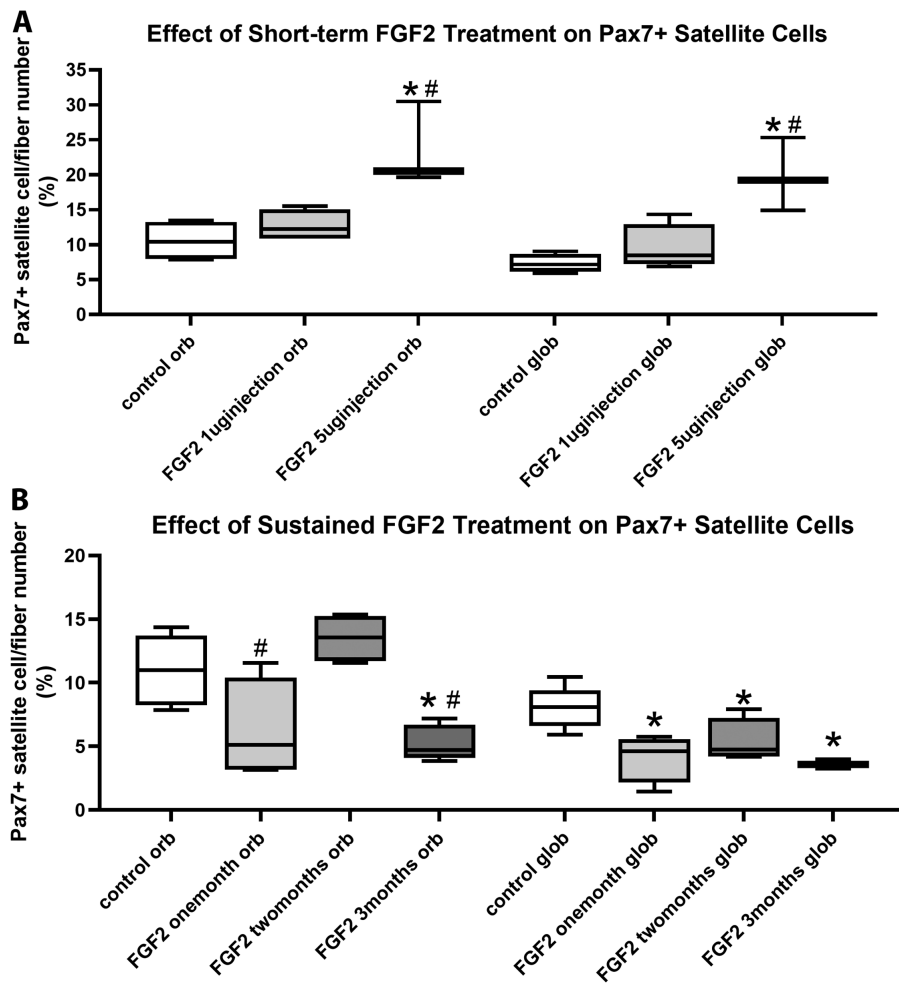 A
Effect of Short-term FGF2 Treatment on Pax7+ Satellite Cells
Pax7+ satellite cell/fiber number
(%)
35
30
25
20
15
10
5
0
* #
* #
control orb
FGF2 1uginjection orb
FGF2 5uginjection orb
control glob
FGF2 1uginjection glob
FGF2 5uginjection glob
B
Effect of Sustained FGF2 Treatment on Pax7+ Satellite Cells
Pax7+ satellite cell/fiber number
(%)
20
15
10
5
0
#
* #
*
*
*
control orb
FGF2 onemonth orb
FGF2 twomonths orb
FGF2 3months orb
control glob
FGF2 onemonth glob
FGF2 twomonths glob
FGF2 3months glob